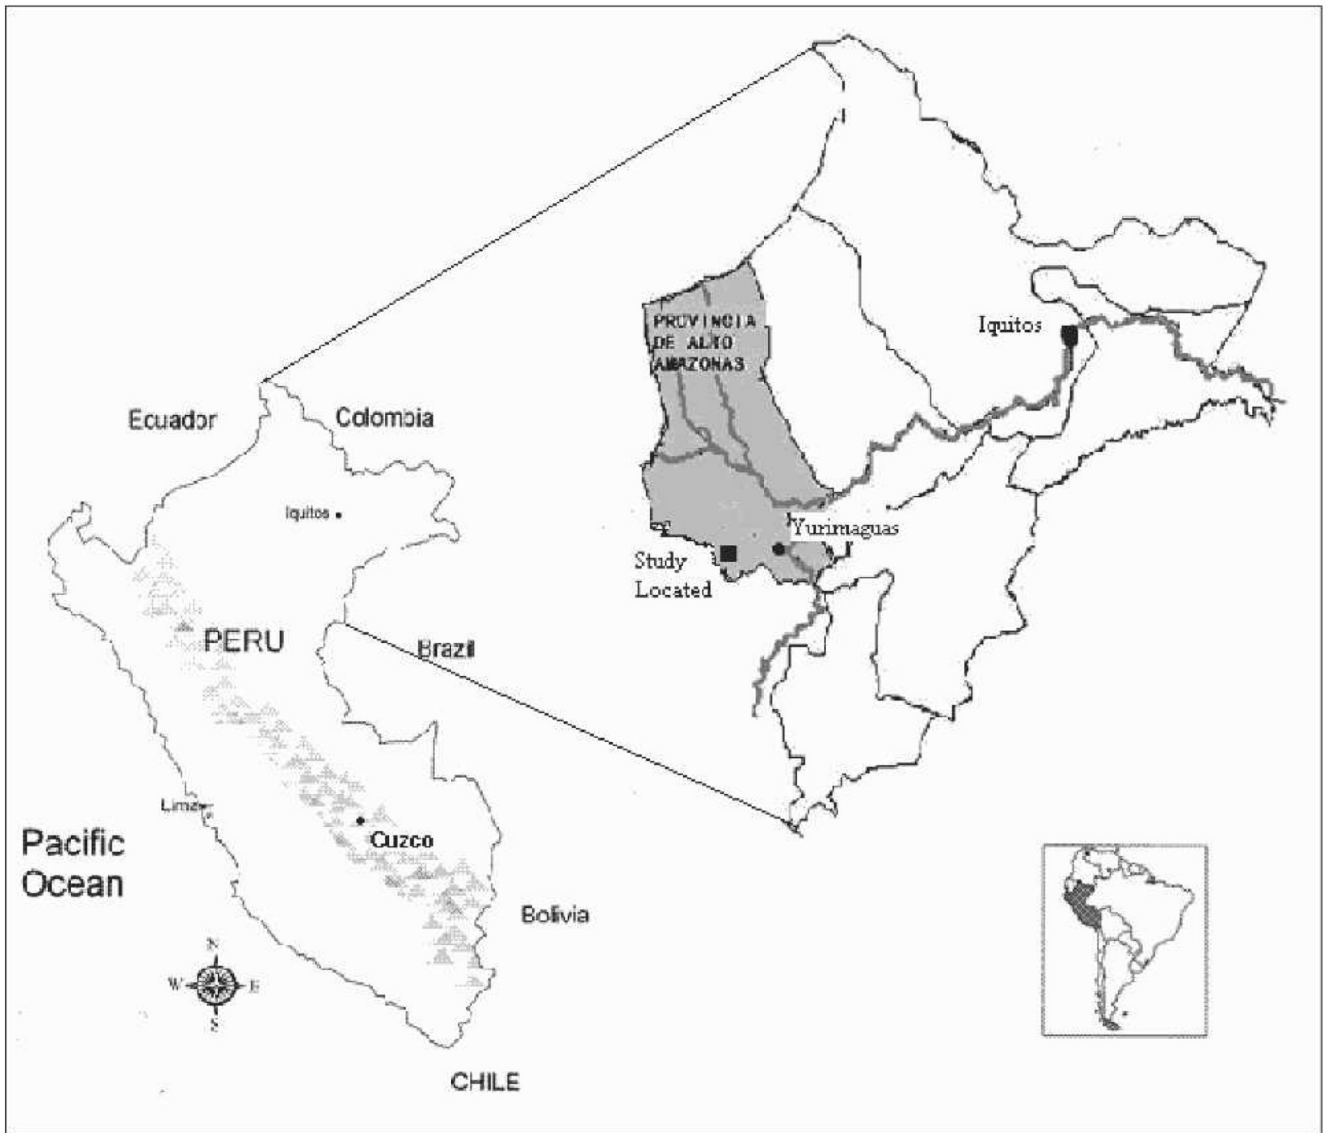 PROVINCIA
DE ALTO
AMAZONAS
Iquitos
Ecuador
Colombia
Iquitos
Yurimaguas
Study
Located
PERU
Brazil
Lima
Cuzco
Pacific
Ocean
Bolivia
N
W
E
S
CHILE